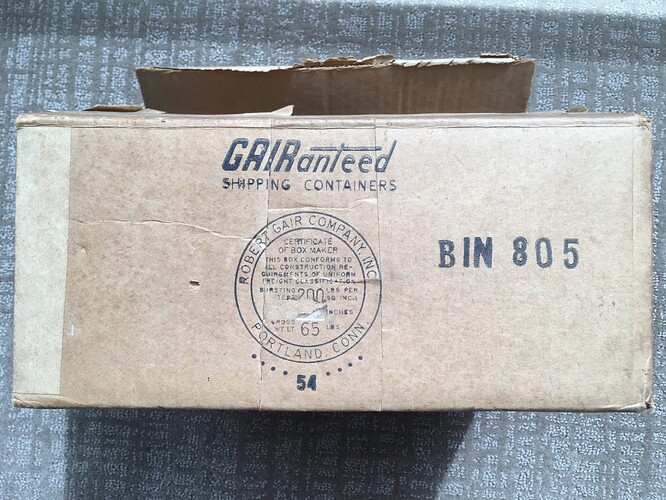 GAIRanteed
SHIPPING CONTAINERS
ROBERT GAIR COMPANY, INC.
CERTIFICATE
OF BOX MAKER
THIS BOX CONFORMS TO
ALL CONSTRUCTION RE-
QUIREMENTS OF UNIFORM
FREIGHT CLASSIFICATION
BURSTING 200 LBS PER
TEST SQ. INCH
INCHES
GROSS
WT LT 65 LBS
PORTLAND, CONN.
54
BIN 805